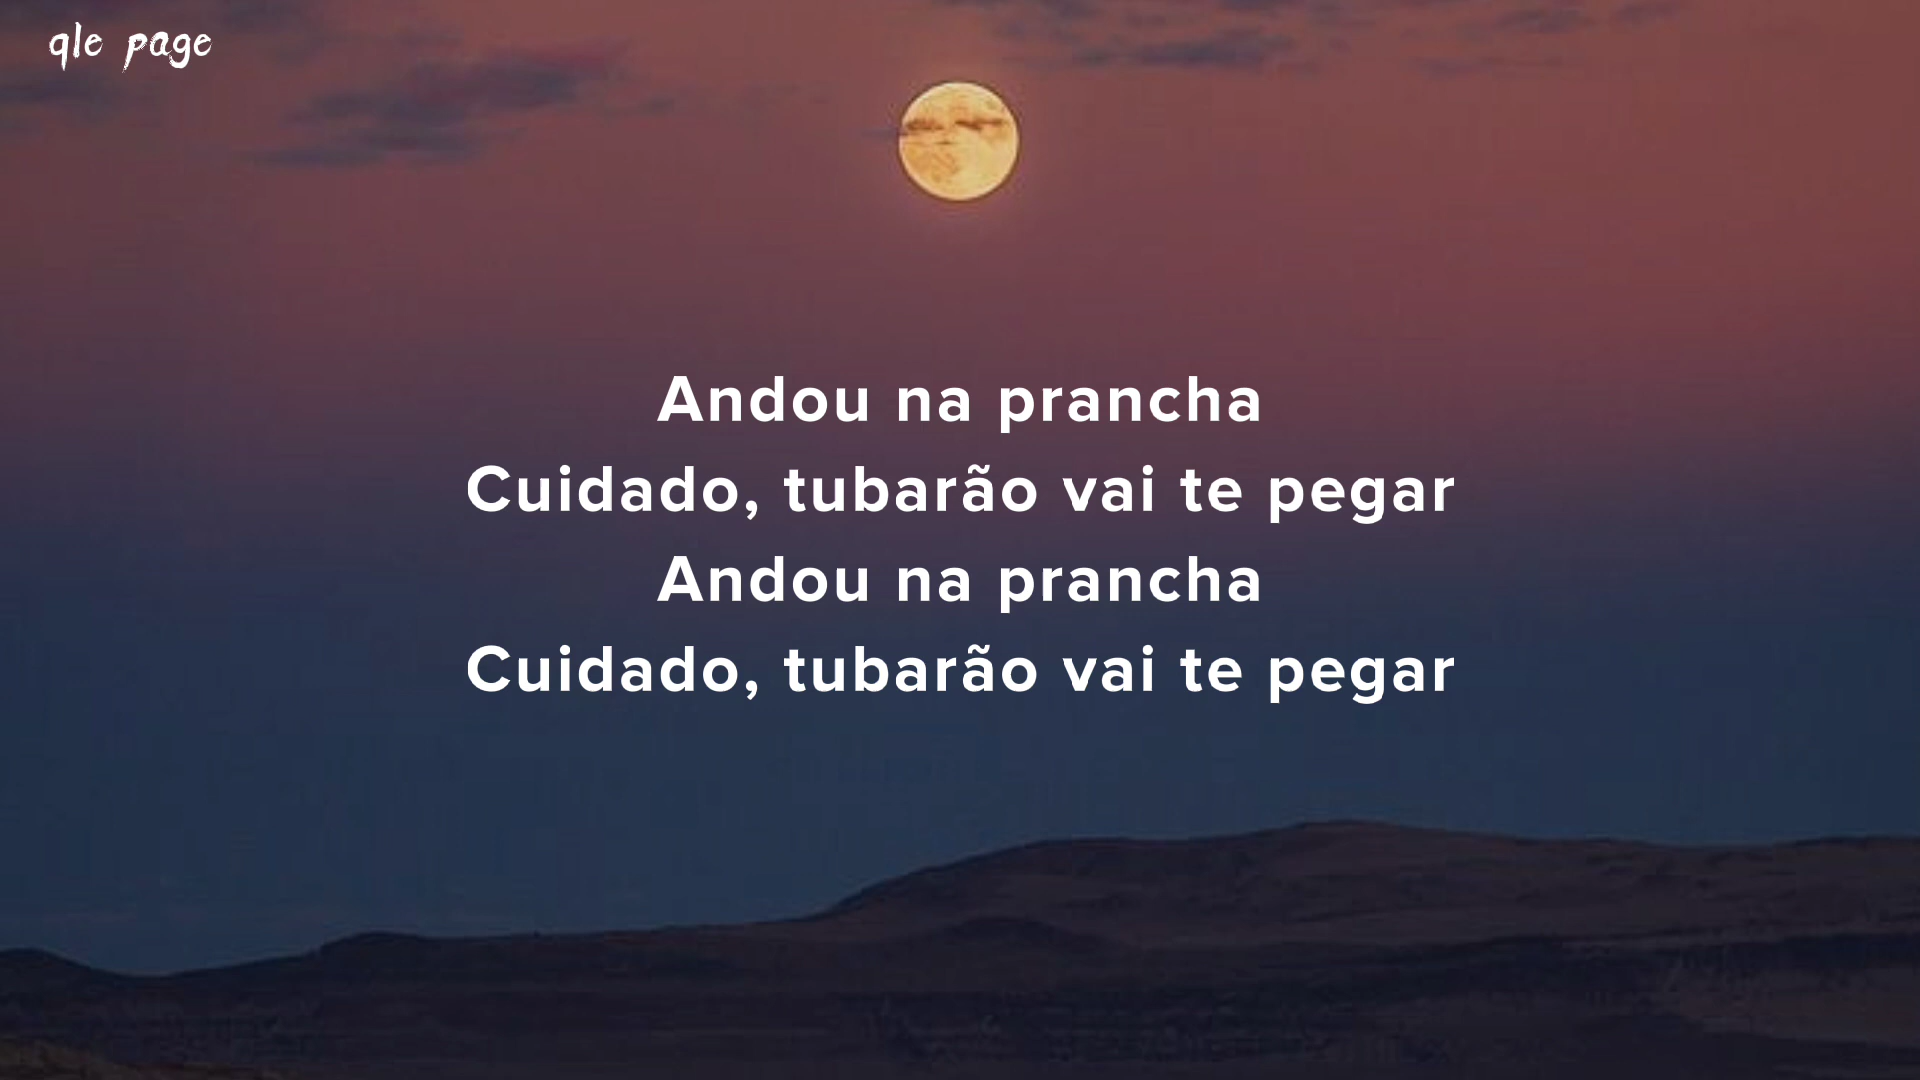 qle page
Andou na prancha
Cuidado, tubarão vai te pegar
Andou na prancha
Cuidado, tubarão vai te pegar